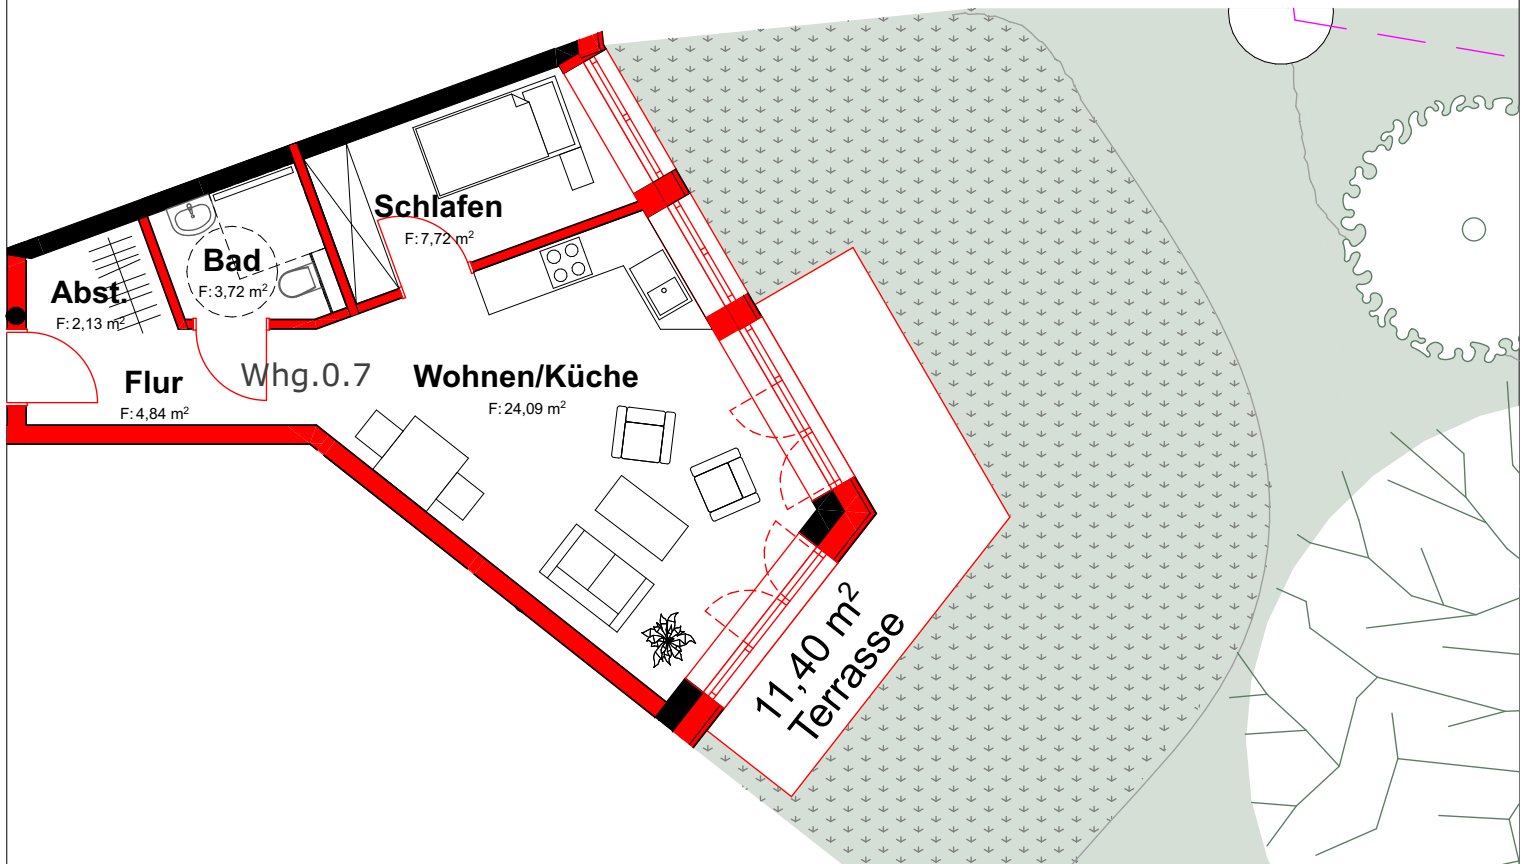 Schlafen
F: 7,72 m²
Bad
F: 3,72 m²
Abst.
F: 2,13 m²
Flur
F: 4,84 m²
Whg.0.7
Wohnen/Küche
F: 24,09 m²
11,40 m²
Terrasse